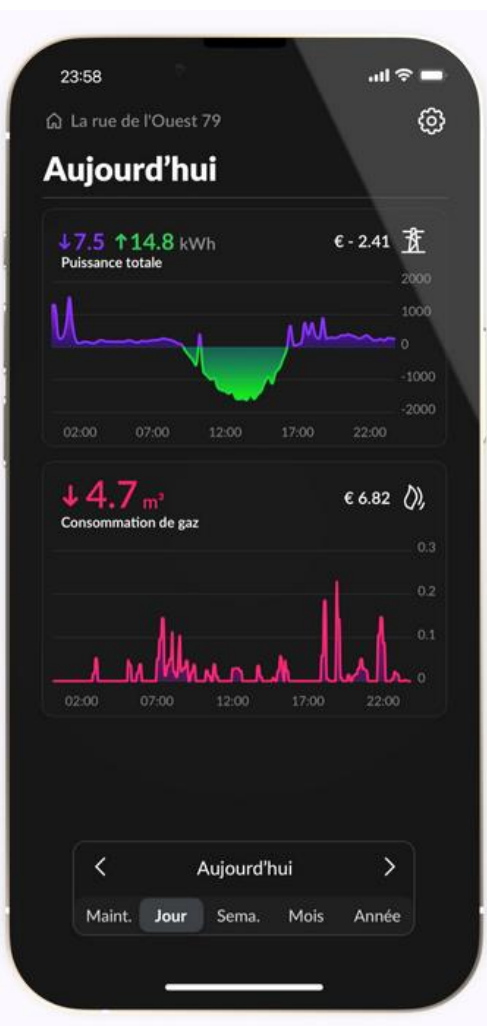 23:58
La rue de l'Ouest 79
Aujourd'hui
↓7.5 ↑14.8 kWh € - 2.41
Puissance totale
2000
1000
0
-1000
-2000
02:00 07:00 12:00 17:00 22:00
↓4.7 m³ € 6.82
Consommation de gaz
0.3
0.2
0.1
0
02:00 07:00 12:00 17:00 22:00
< Aujourd'hui >
Maint. Jour Sema. Mois Année